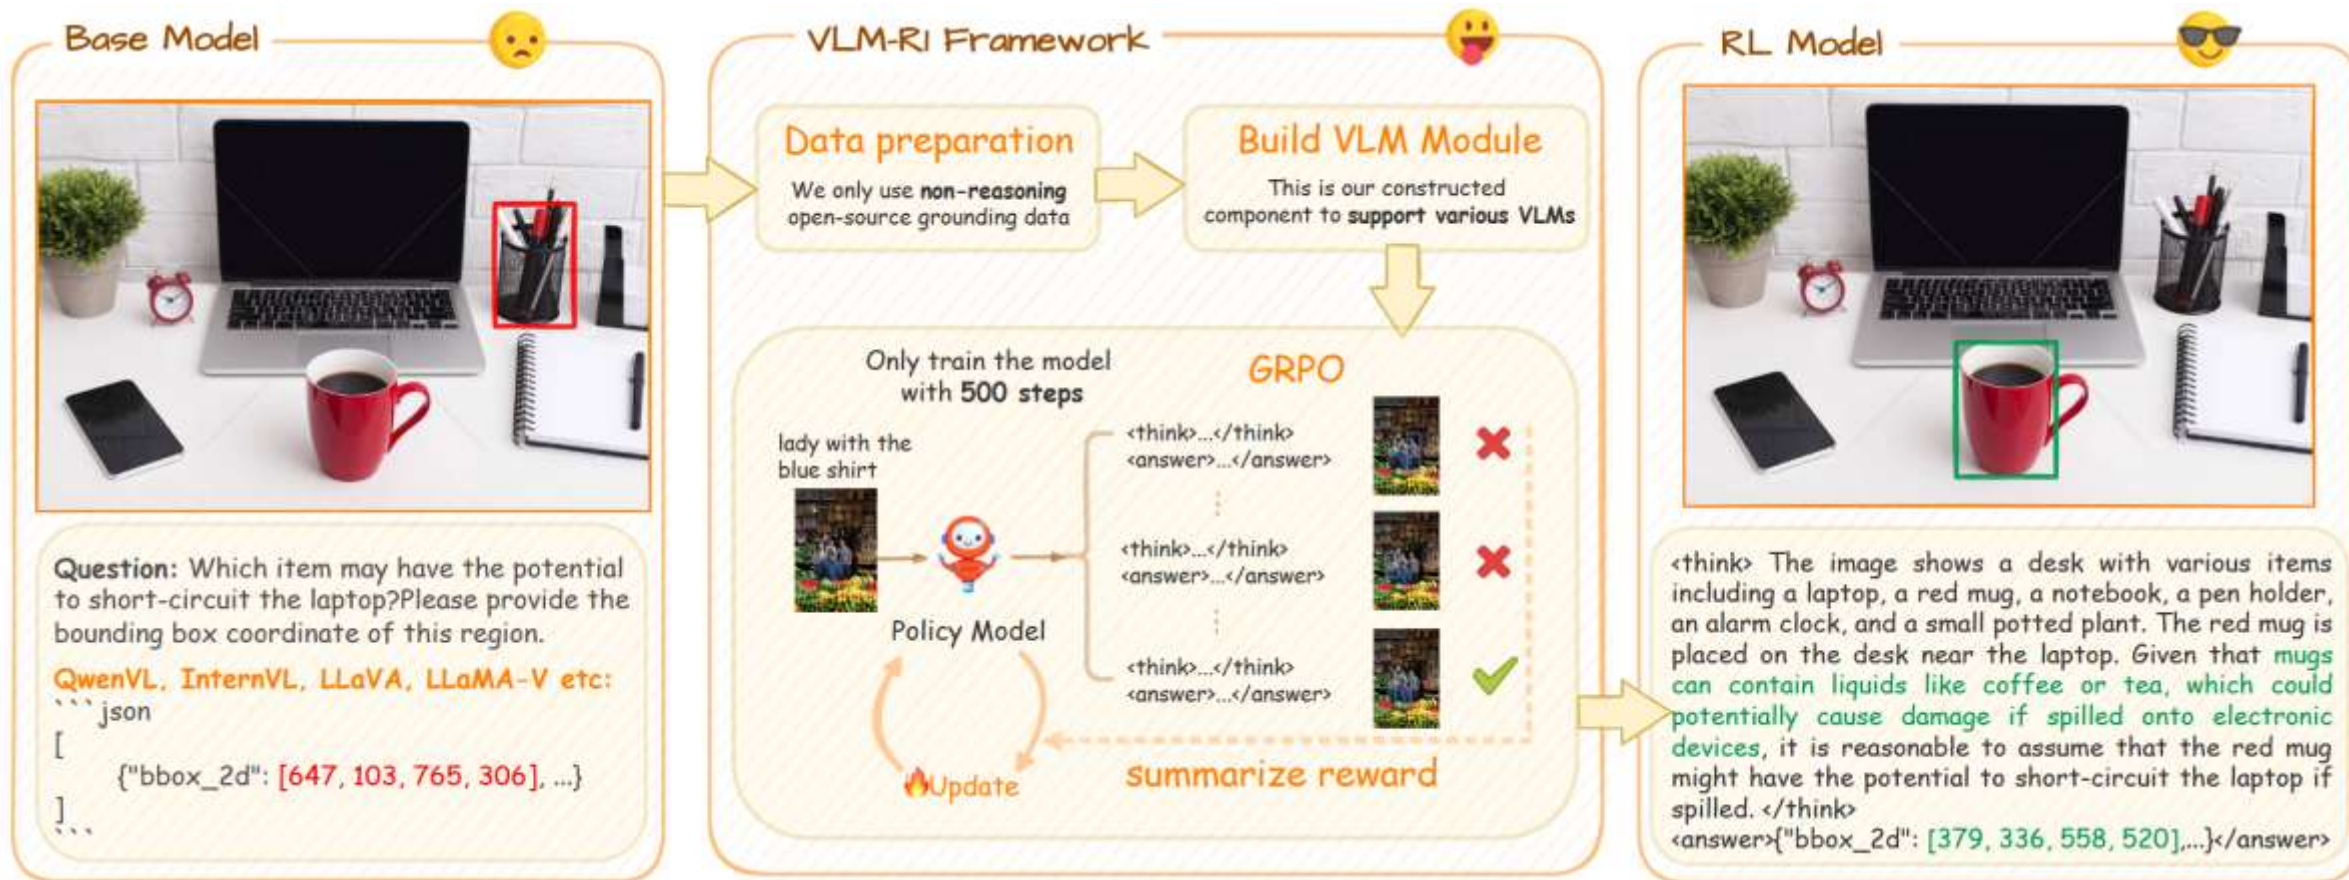 Base Model
Question: Which item may have the potential
to short-circuit the laptop?Please provide the
bounding box coordinate of this region.
QwenVL, InternVL, LLaVA, LLaMA-V etc:
```json
[
{"bbox_2d": [647, 103, 765, 306], ...}
]
```
VLM-R1 Framework
Data preparation
We only use non-reasoning
open-source grounding data
Build VLM Module
This is our constructed
component to support various VLMs
Only train the model
with 500 steps
GRPO
lady with the
blue shirt
Policy Model
<think>...</think>
<answer>...</answer>
<think>...</think>
<answer>...</answer>
<think>...</think>
<answer>...</answer>
Update
summarize reward
RL Model
<think> The image shows a desk with various items
including a laptop, a red mug, a notebook, a pen holder,
an alarm clock, and a small potted plant. The red mug is
placed on the desk near the laptop. Given that mugs
can contain liquids like coffee or tea, which could
potentially cause damage if spilled onto electronic
devices, it is reasonable to assume that the red mug
might have the potential to short-circuit the laptop if
spilled. </think>
<answer>{"bbox_2d": [379, 336, 558, 520],...}</answer>